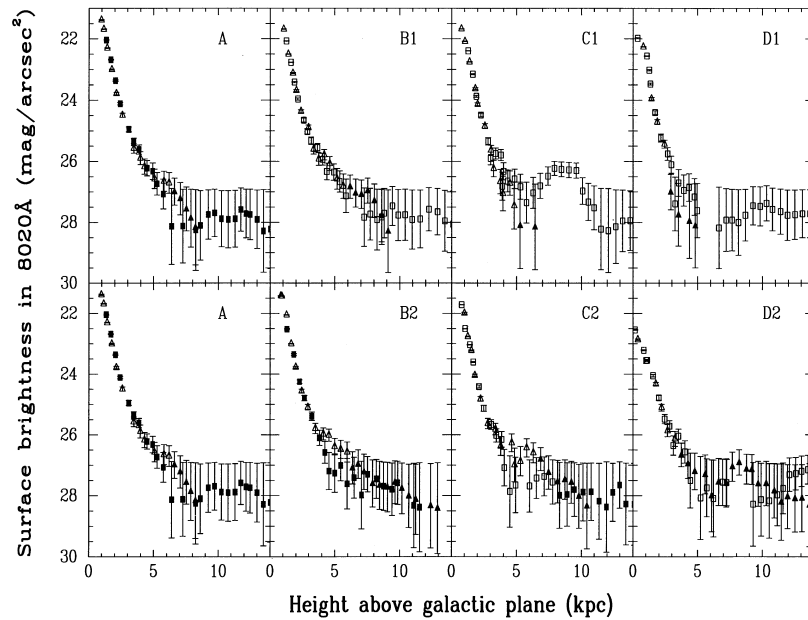 Surface brightness in 8020Å (mag/arcsec²)
A B1 C1 D1
22
24
26
28
30
A B2 C2 D2
22
24
26
28
30
0 5 10 0 5 10 0 5 10 0 5 10
Height above galactic plane (kpc)